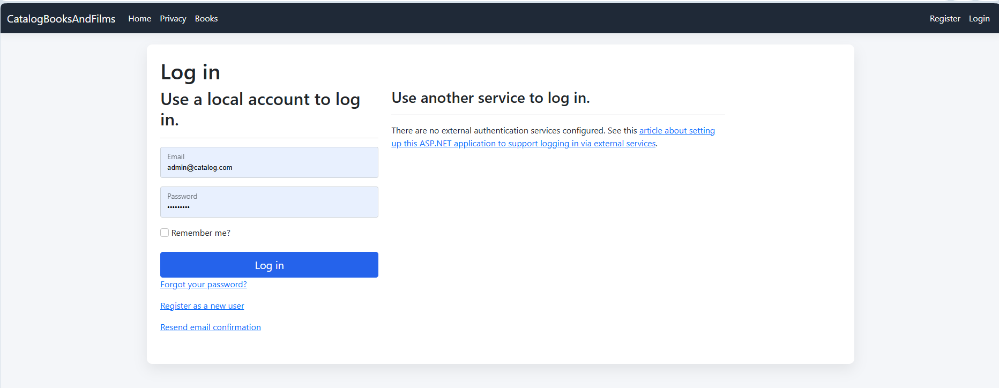 CatalogBooksAndFilms Home Privacy Books Register Login
Log in
Use a local account to log
in.
Email
admin@catalog.com
Password
•••••••••
Remember me?
Log in
Forgot your password?
Register as a new user
Resend email confirmation
Use another service to log in.
There are no external authentication services configured. See this article about setting
up this ASP.NET application to support logging in via external services.